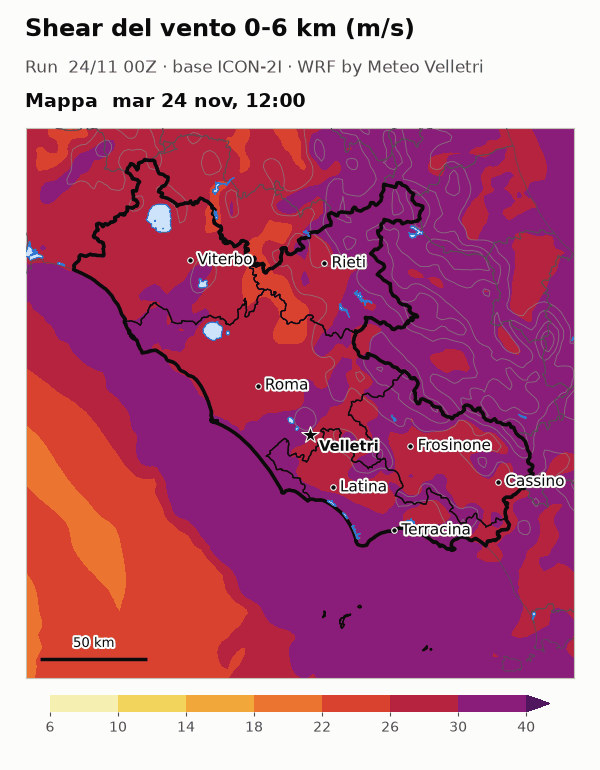 Shear del vento 0-6 km (m/s)
Run  24/11 00Z · base ICON-2I · WRF by Meteo Velletri
Mappa  mar 24 nov, 12:00
Viterbo
Rieti
Roma
Velletri
Frosinone
Cassino
Latina
Terracina
50 km
6 10 14 18 22 26 30 40